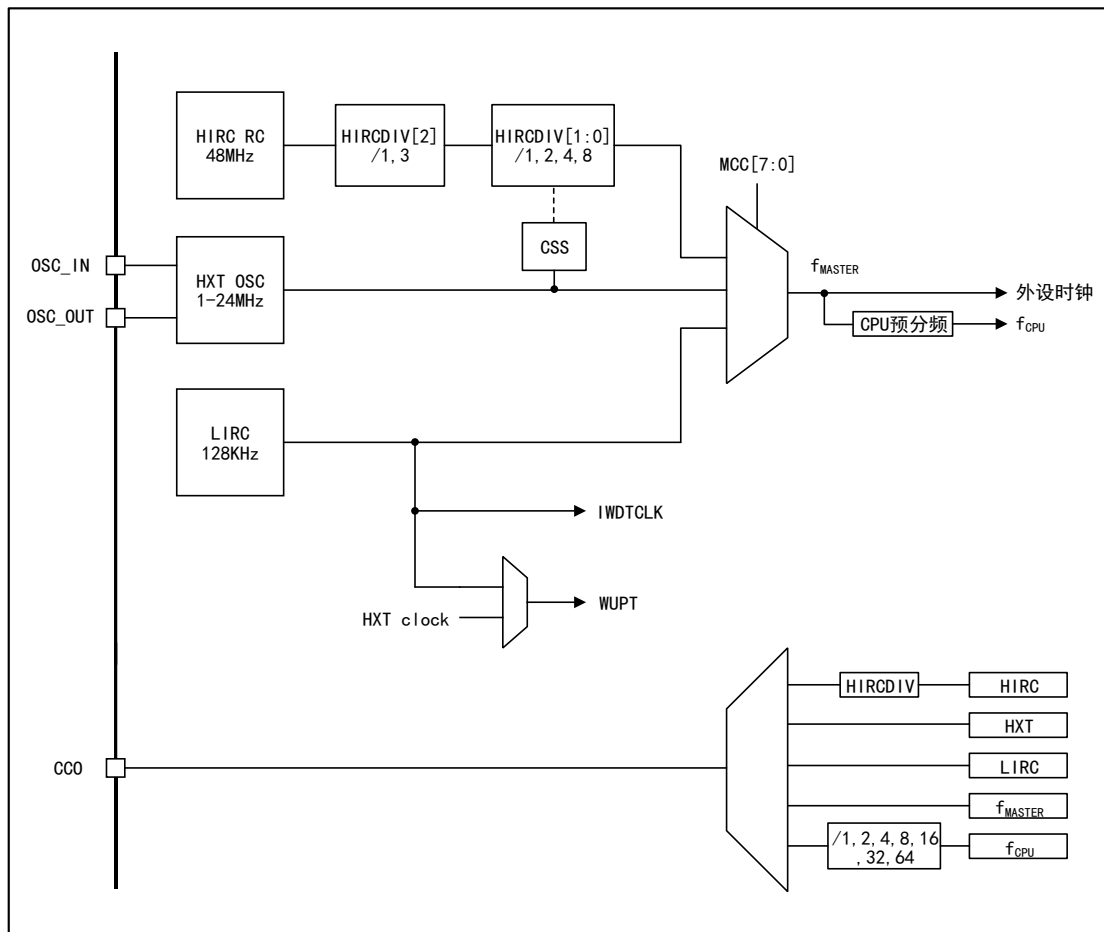 HIRC RC
48MHz
HIRCDIV[2]
/1, 3
HIRCDIV[1:0]
/1, 2, 4, 8
MCC[7:0]
CSS
OSC_IN
OSC_OUT
HXT OSC
1-24MHz
fMASTER
外设时钟
CPU预分频
fCPU
LIRC
128KHz
IWDTCLK
HXT clock
WUPT
CCO
HIRCDIV
HIRC
HXT
LIRC
fMASTER
/1, 2, 4, 8, 16
, 32, 64
fCPU